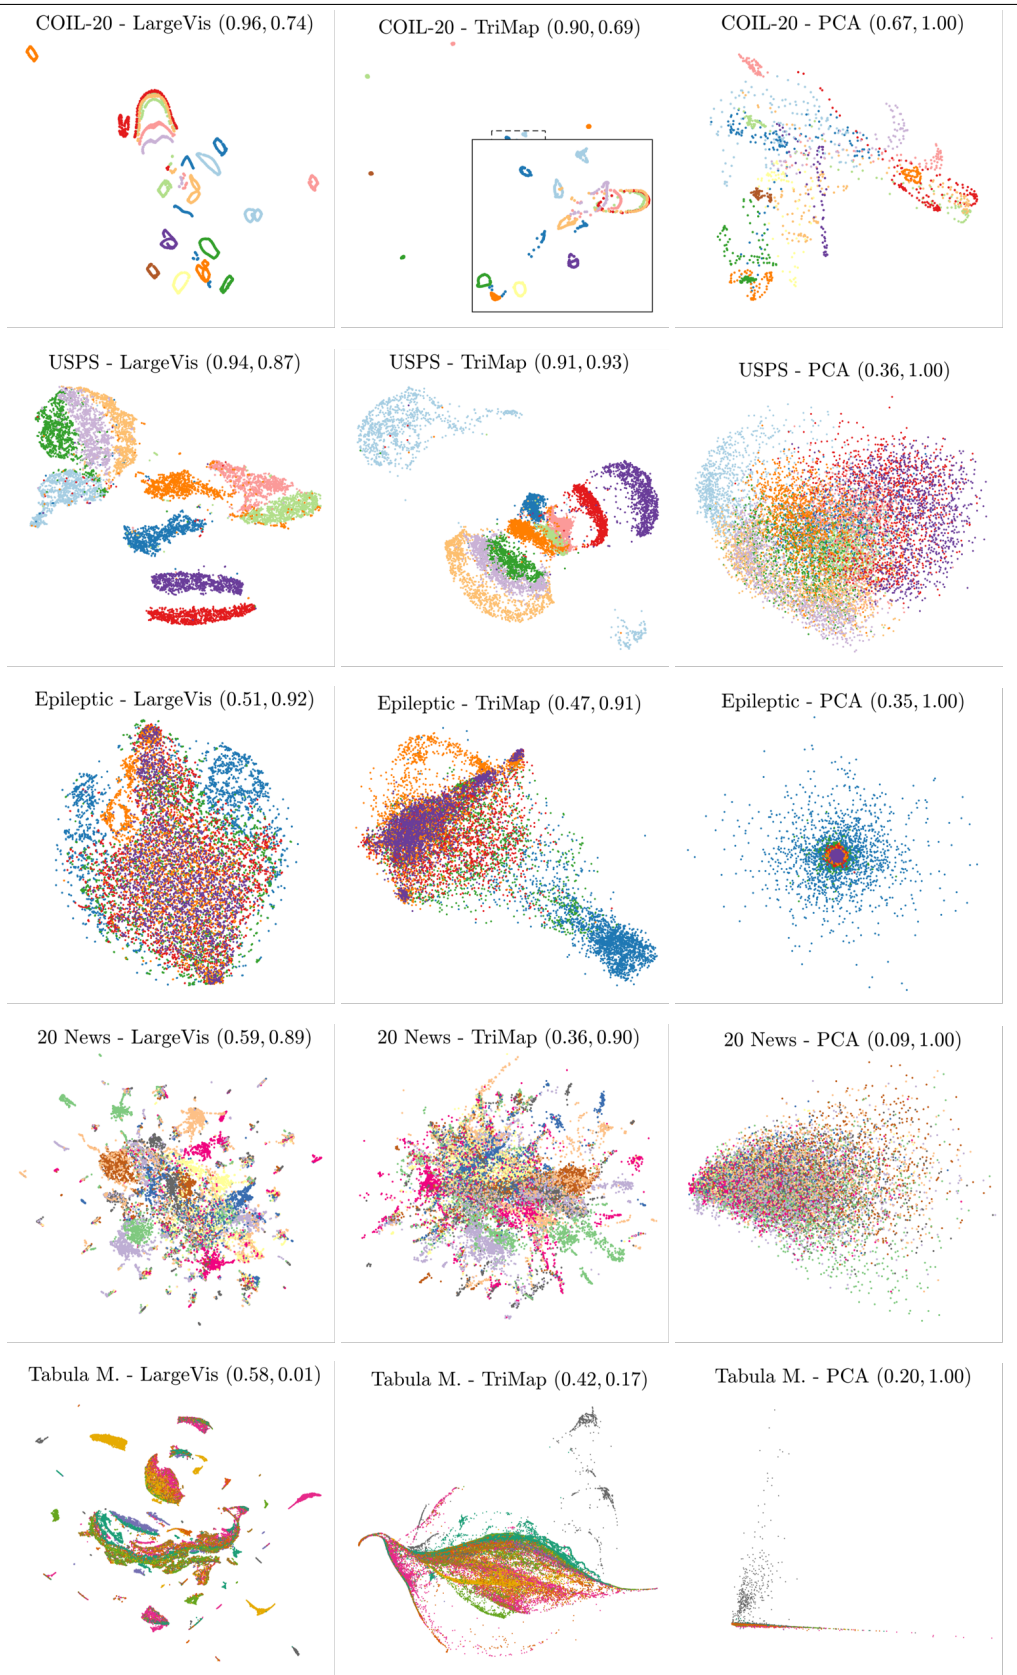 COIL-20 - LargeVis (0.96, 0.74)
COIL-20 - TriMap (0.90, 0.69)
COIL-20 - PCA (0.67, 1.00)
USPS - LargeVis (0.94, 0.87)
USPS - TriMap (0.91, 0.93)
USPS - PCA (0.36, 1.00)
Epileptic - LargeVis (0.51, 0.92)
Epileptic - TriMap (0.47, 0.91)
Epileptic - PCA (0.35, 1.00)
20 News - LargeVis (0.59, 0.89)
20 News - TriMap (0.36, 0.90)
20 News - PCA (0.09, 1.00)
Tabula M. - LargeVis (0.58, 0.01)
Tabula M. - TriMap (0.42, 0.17)
Tabula M. - PCA (0.20, 1.00)